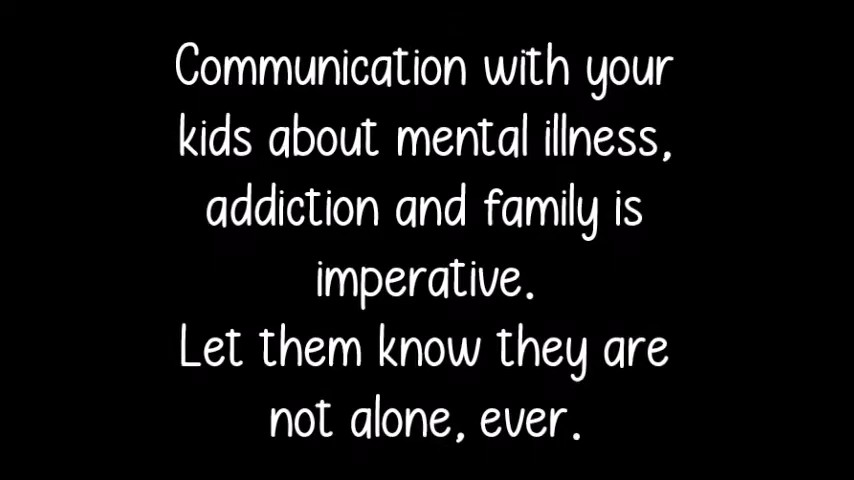 Communication with your
kids about mental illness,
addiction and family is
imperative.
Let them know they are
not alone, ever.